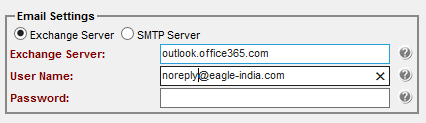 Email Settings
Exchange Server SMTP Server
Exchange Server: outlook.office365.com
User Name: noreply@eagle-india.com
Password: